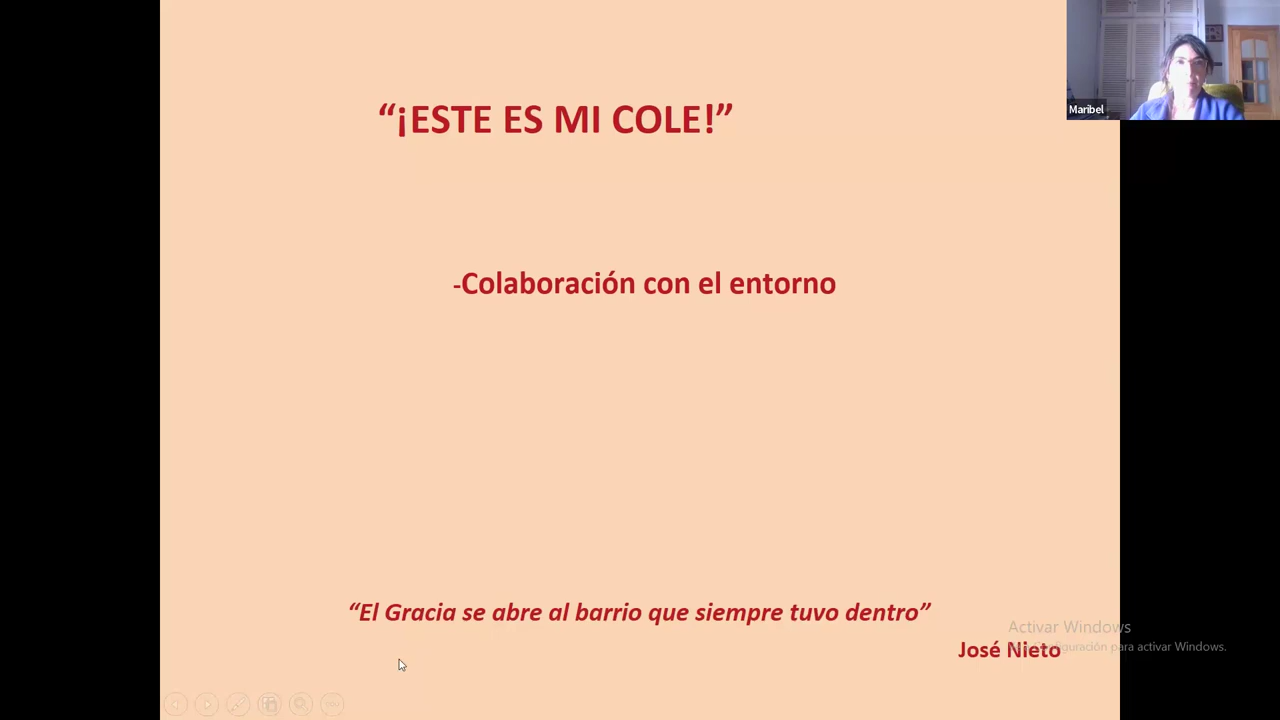 “¡ESTE ES MI COLE!”
Maribel
-Colaboración con el entorno
“El Gracia se abre al barrio que siempre tuvo dentro”
Activar Windows
José Nieto
configuración para activar Windows.